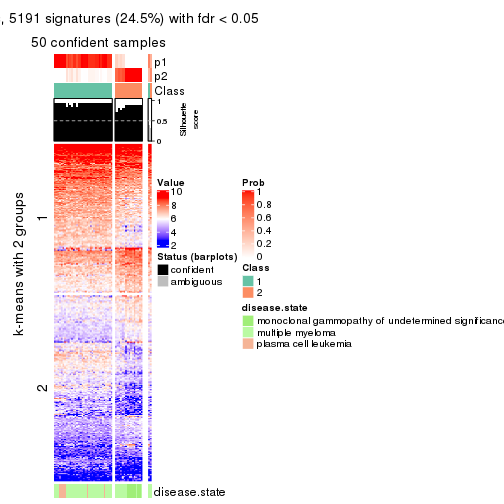 , 5191 signatures (24.5%) with fdr < 0.05
50 confident samples
p1
p2
Class
1
0.5
0
Silhouette
score
k-means with 2 groups
1
2
Value
10
8
6
4
2
Status (barplots)
confident
ambiguous
Prob
1
0.8
0.6
0.4
0.2
0
Class
1
2
disease.state
monoclonal gammopathy of undetermined significance
multiple myeloma
plasma cell leukemia
disease.state